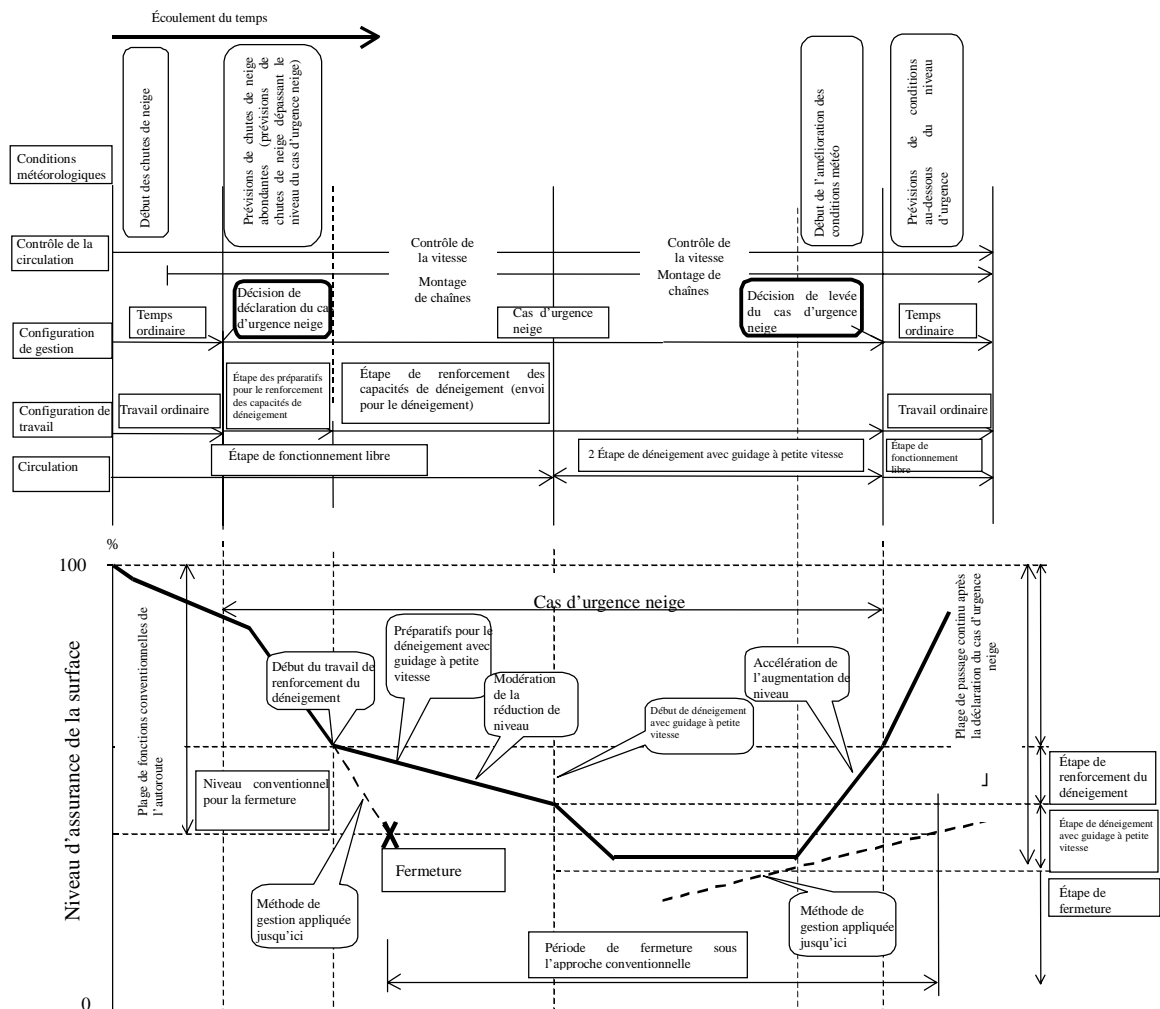 Écoulement du temps
Conditions
météorologiques
Début des chutes de neige
Prévisions de chutes de neige
abondantes (prévisions de
chutes de neige dépassant le
niveau du cas d'urgence neige)
Début de l'amélioration des
conditions météo
Prévisions de conditions
au-dessous du niveau
d'urgence
Contrôle de la
circulation
Contrôle de
la vitesse
Contrôle de
la vitesse
Montage
de chaînes
Montage de
chaînes
Configuration
de gestion
Temps
ordinaire
Décision de
déclaration du cas
d'urgence neige
Cas d'urgence
neige
Décision de levée
du cas d'urgence
neige
Temps
ordinaire
Configuration de
travail
Travail ordinaire
Étape des préparatifs
pour le renforcement
des capacités de
déneigement
Étape de renforcement des
capacités de déneigement (envoi
pour le déneigement)
Travail ordinaire
Circulation
Étape de fonctionnement libre
2 Étape de déneigement avec guidage à petite vitesse
Étape de
fonctionnement
libre
%
100
Niveau d'assurance de la surface
0
Plage de fonctions conventionnelles de
l'autoroute
Cas d'urgence neige
Début du travail de
renforcement du
déneigement
Préparatifs pour le
déneigement avec
guidage à petite
vitesse
Modération
de la
réduction de
niveau
Début de déneigement
avec guidage à petite
vitesse
Accélération de
l'augmentation de
niveau
Plage de passage continu après
la déclaration du cas d'urgence
neige
Niveau conventionnel
pour la fermeture
Fermeture
Méthode de
gestion appliquée
jusqu'ici
Période de fermeture sous
l'approche conventionnelle
Méthode de
gestion appliquée
jusqu'ici
Étape de
renforcement du
déneigement
Étape de déneigement
avec guidage à petite
vitesse
Étape de
fermeture